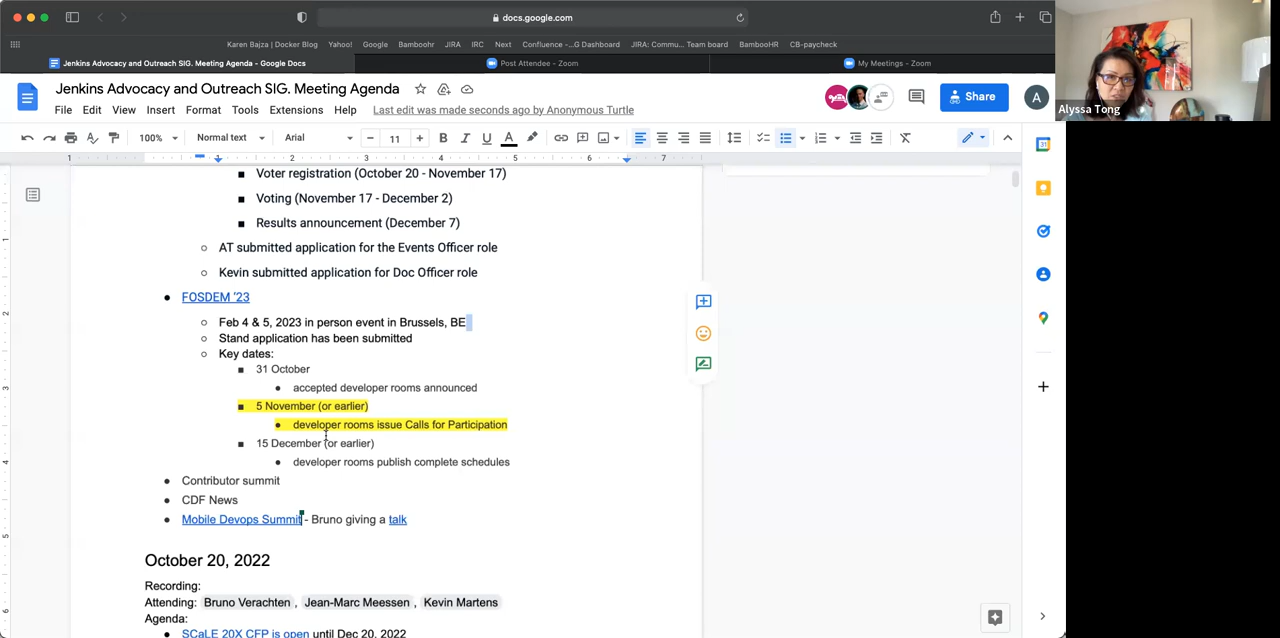 docs.google.com
Karen Bajza | Docker Blog Yahoo! Google Bamboohr JIRA IRC Next Confluence -...G Dashboard JIRA: Commu... Team board BambooHR CB-paycheck
Jenkins Advocacy and Outreach SIG. Meeting Agenda - Google Docs Post Attendee - Zoom My Meetings - Zoom
Jenkins Advocacy and Outreach SIG. Meeting Agenda
Share A
Alyssa Tong
File Edit View Insert Format Tools Extensions Help Last edit was made seconds ago by Anonymous Turtle
100% Normal text Arial - 11 + B I U A
1 1 2 3 4 5 6 7
Voter registration (October 20 - November 17)
Voting (November 17 - December 2)
Results announcement (December 7)
AT submitted application for the Events Officer role
Kevin submitted application for Doc Officer role
FOSDEM '23
Feb 4 & 5, 2023 in person event in Brussels, BE
Stand application has been submitted
Key dates:
31 October
accepted developer rooms announced
5 November (or earlier)
developer rooms issue Calls for Participation
15 December (or earlier)
developer rooms publish complete schedules
Contributor summit
CDF News
Mobile Devops Summit - Bruno giving a talk
October 20, 2022
Recording:
Attending: Bruno Verachten , Jean-Marc Meessen , Kevin Martens
Agenda:
SCaLE 20X CFP is open until Dec 20, 2022